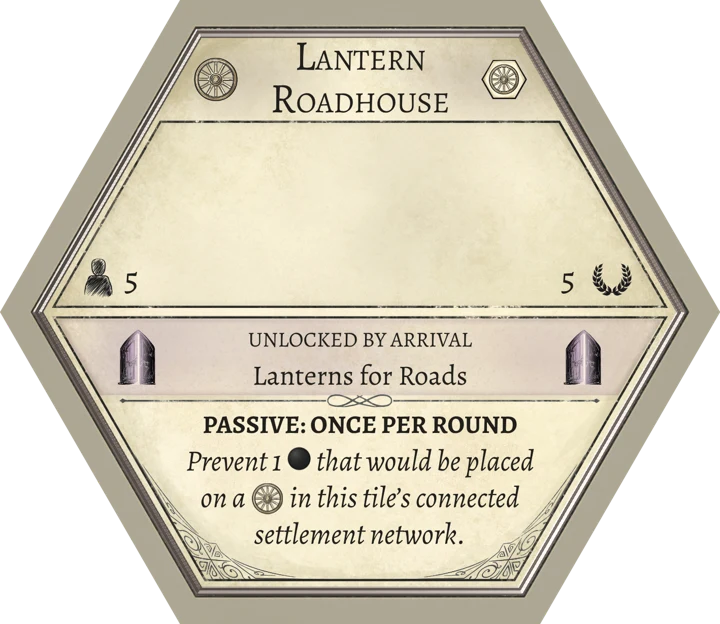 LANTERN
ROADHOUSE
5
5
UNLOCKED BY ARRIVAL
Lanterns for Roads
PASSIVE: ONCE PER ROUND
Prevent 1 that would be placed
on a in this tile's connected
settlement network.